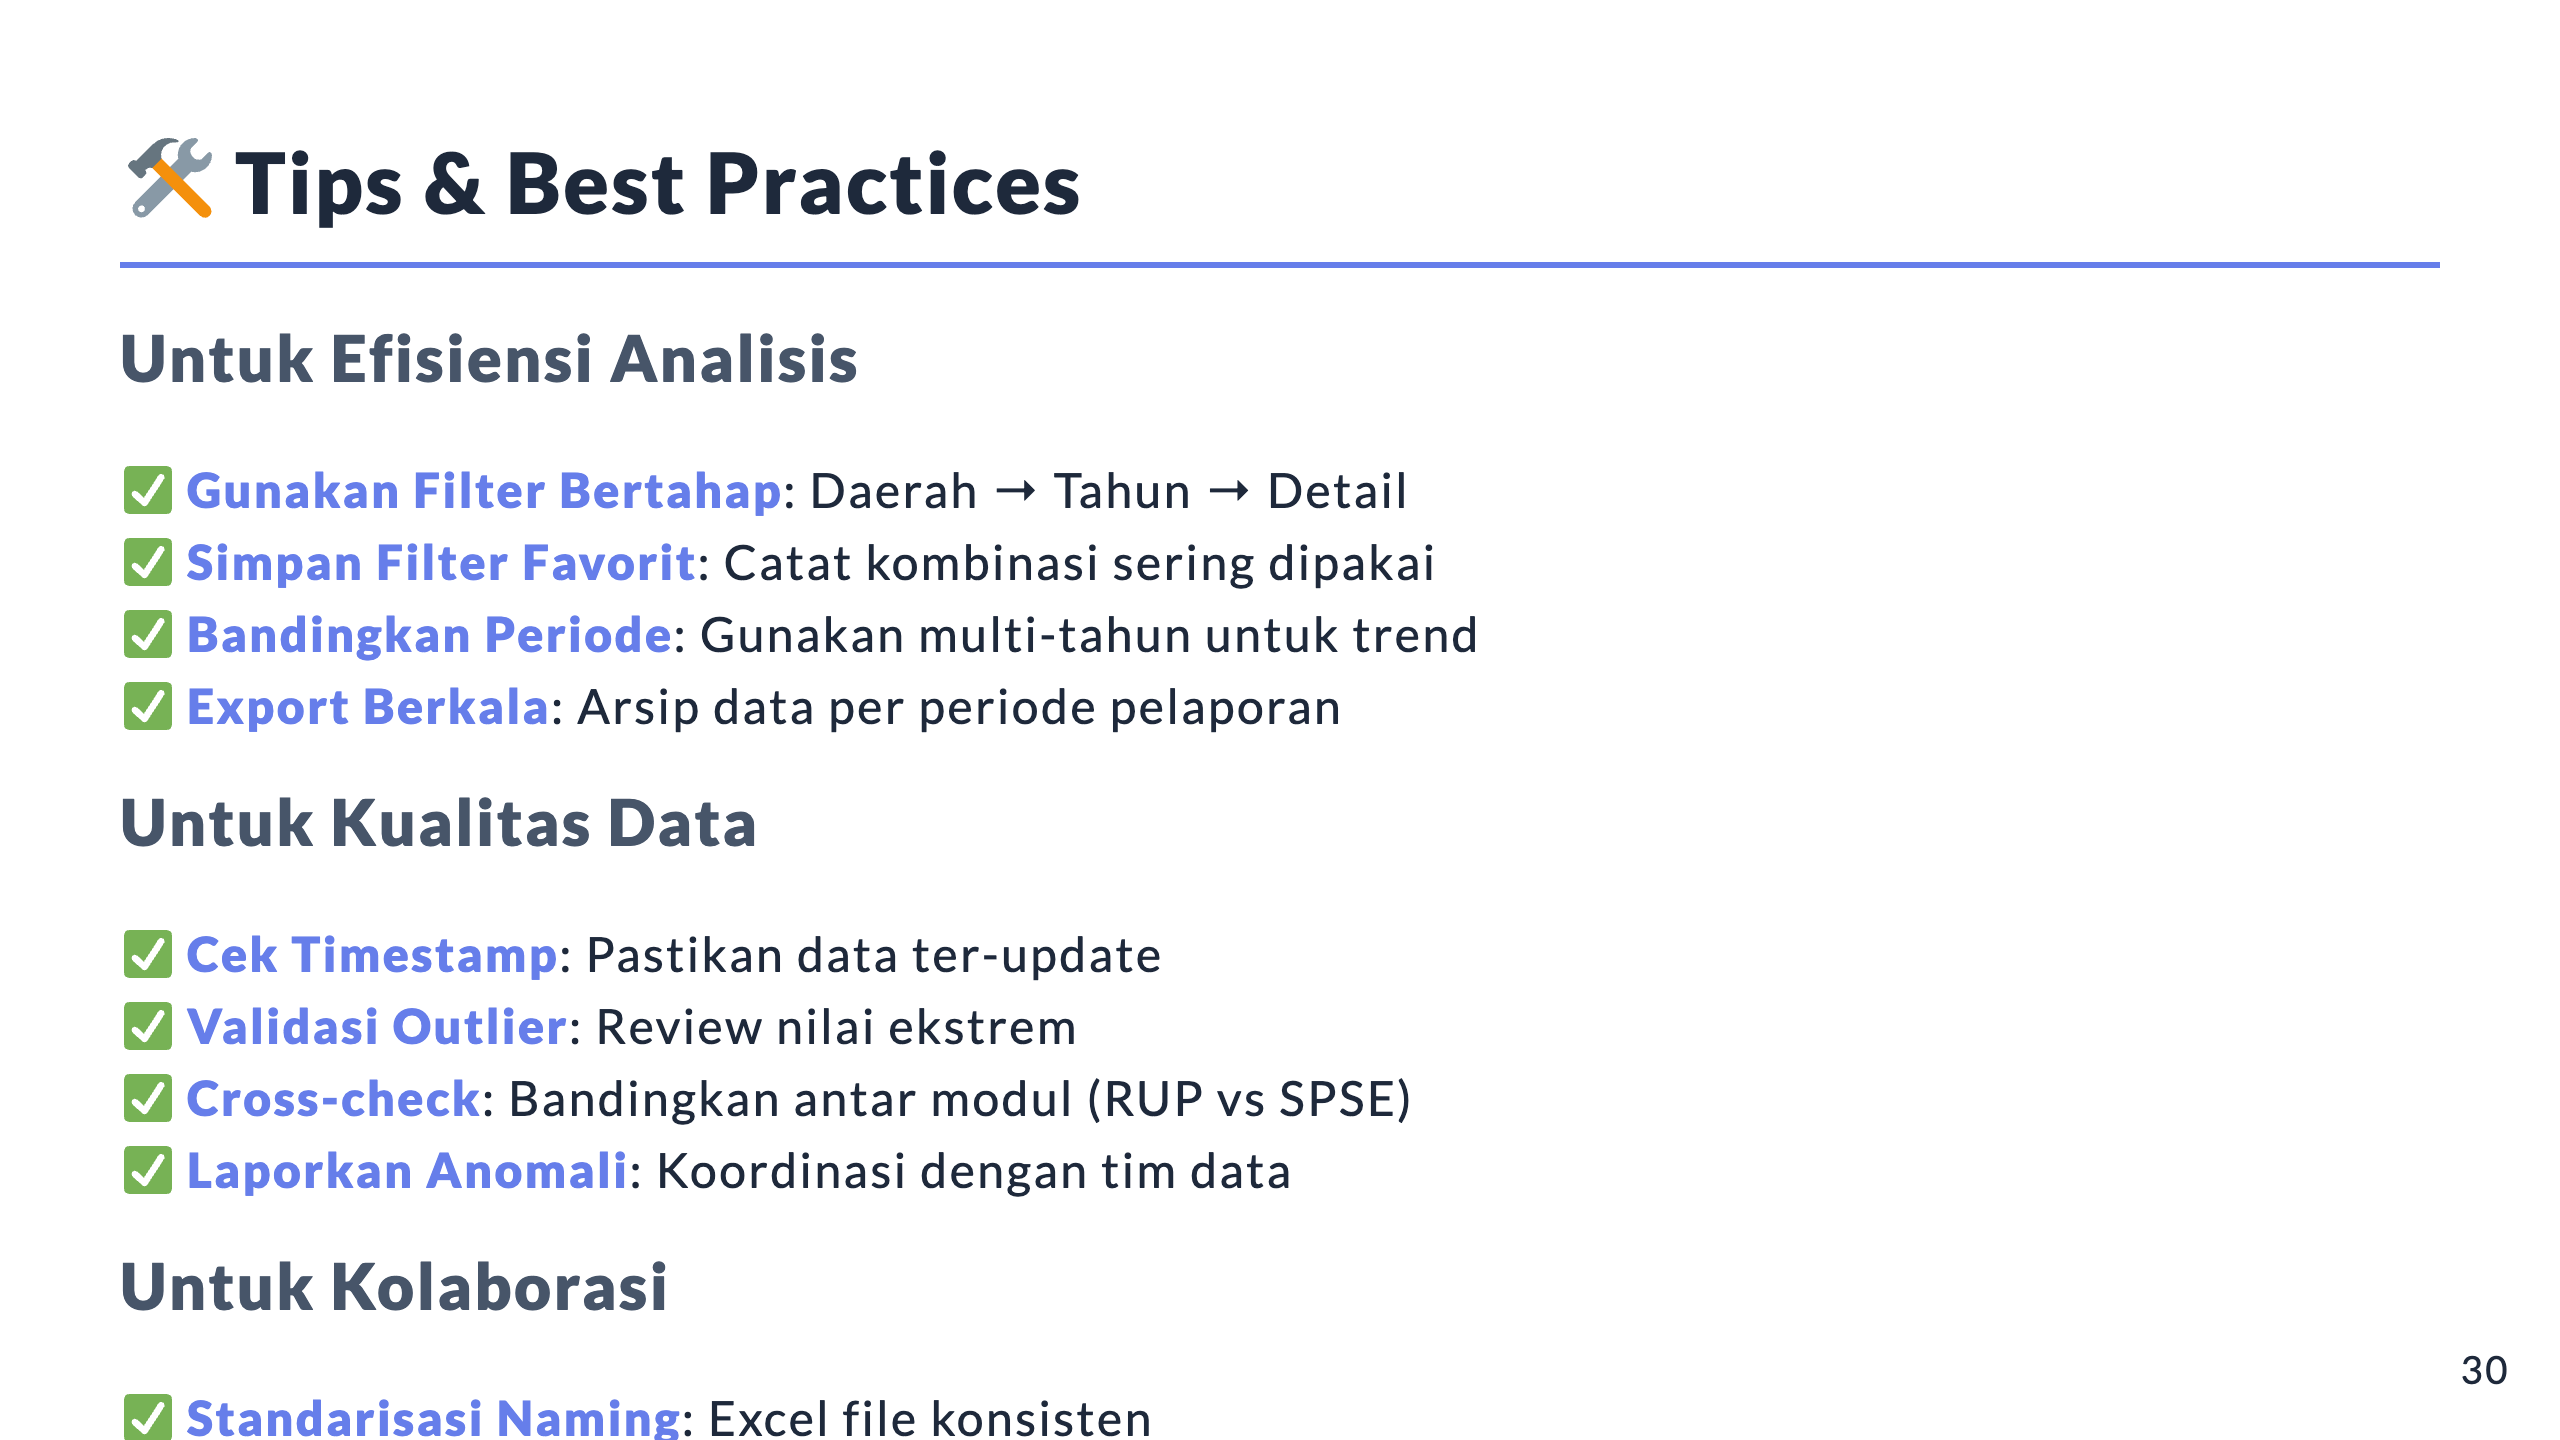 🛠️ Tips & Best Practices
Untuk Efisiensi Analisis
✅ Gunakan Filter Bertahap: Daerah → Tahun → Detail
✅ Simpan Filter Favorit: Catat kombinasi sering dipakai
✅ Bandingkan Periode: Gunakan multi-tahun untuk trend
✅ Export Berkala: Arsip data per periode pelaporan
Untuk Kualitas Data
✅ Cek Timestamp: Pastikan data ter-update
✅ Validasi Outlier: Review nilai ekstrem
✅ Cross-check: Bandingkan antar modul (RUP vs SPSE)
✅ Laporkan Anomali: Koordinasi dengan tim data
Untuk Kolaborasi
✅ Standarisasi Naming: Excel file konsisten
30